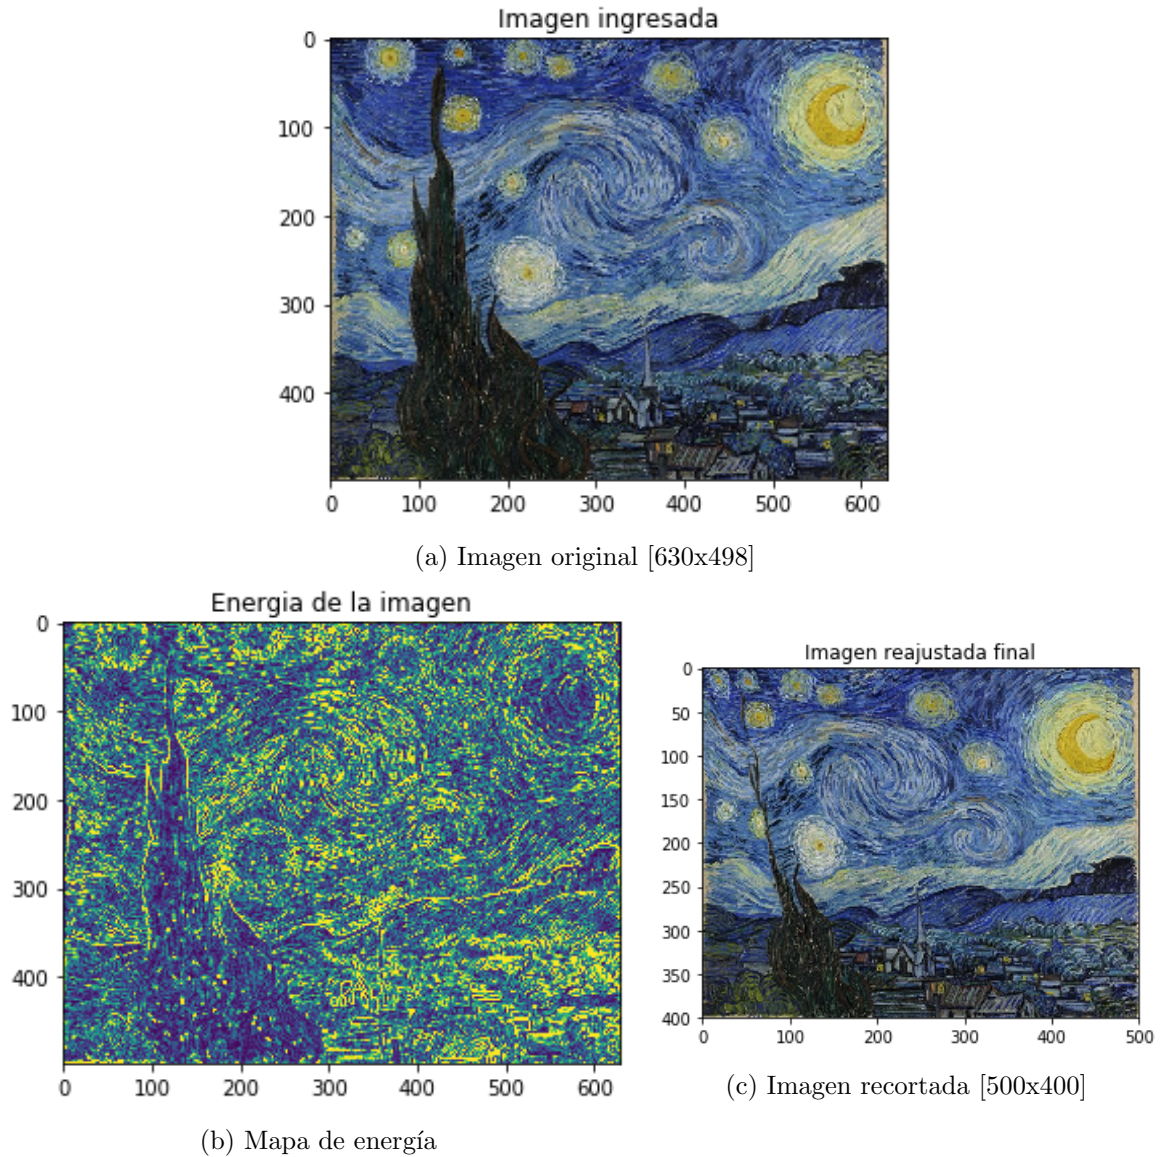 Imagen ingresada
0
100
200
300
400
0 100 200 300 400 500 600
(a) Imagen original [630x498]
Energia de la imagen
0
100
200
300
400
0 100 200 300 400 500 600
(b) Mapa de energía
Imagen reajustada final
0
50
100
150
200
250
300
350
400
0 100 200 300 400 500
(c) Imagen recortada [500x400]